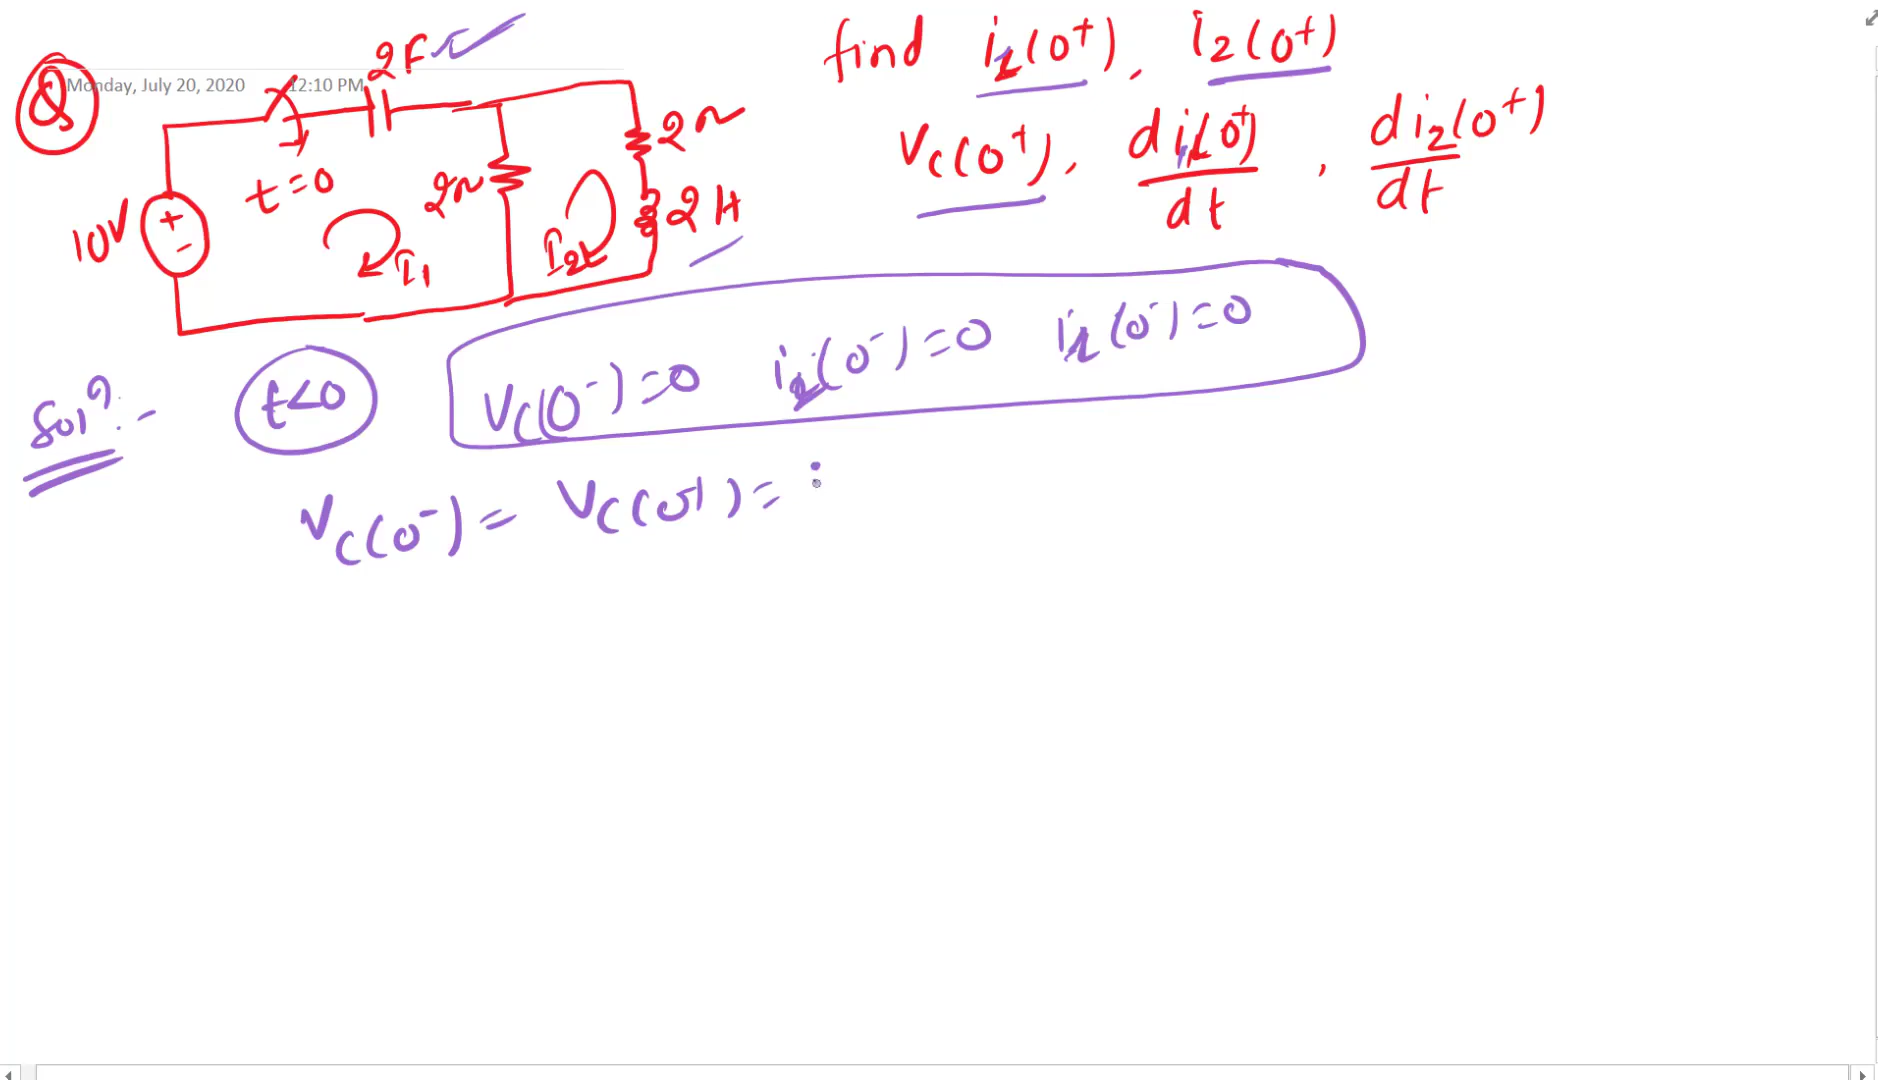 find i1(0⁺), i2(0⁺)
Vc(0⁺), di1(0⁺)/dt, di2(0⁺)/dt
Q
Monday, July 20, 2020 12:10 PM
2F
t=0
10V
+
-
2Ω
2Ω
2H
I1
I2
Solⁿ:-
t<0
Vc(0⁻)=0 i2(0⁻)=0 i1(0⁻)=0
Vc(0⁻) = Vc(0⁺) =